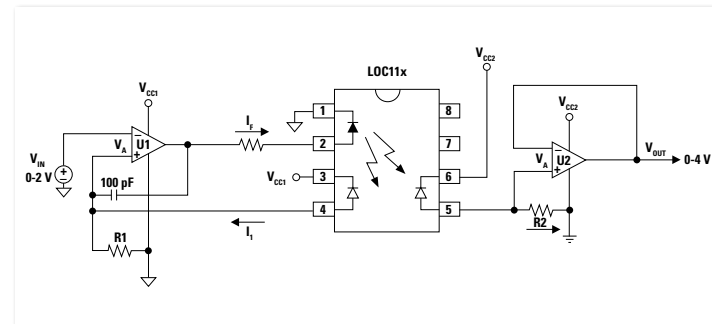 LOC11x
V_CC1
V_IN
0-2 V
V_A
−
+
U1
100 pF
R1
I_F
V_CC1
I_1
1
2
3
4
8
7
6
5
V_CC2
V_CC2
−
V_A
+
U2
R2
V_OUT
0-4 V